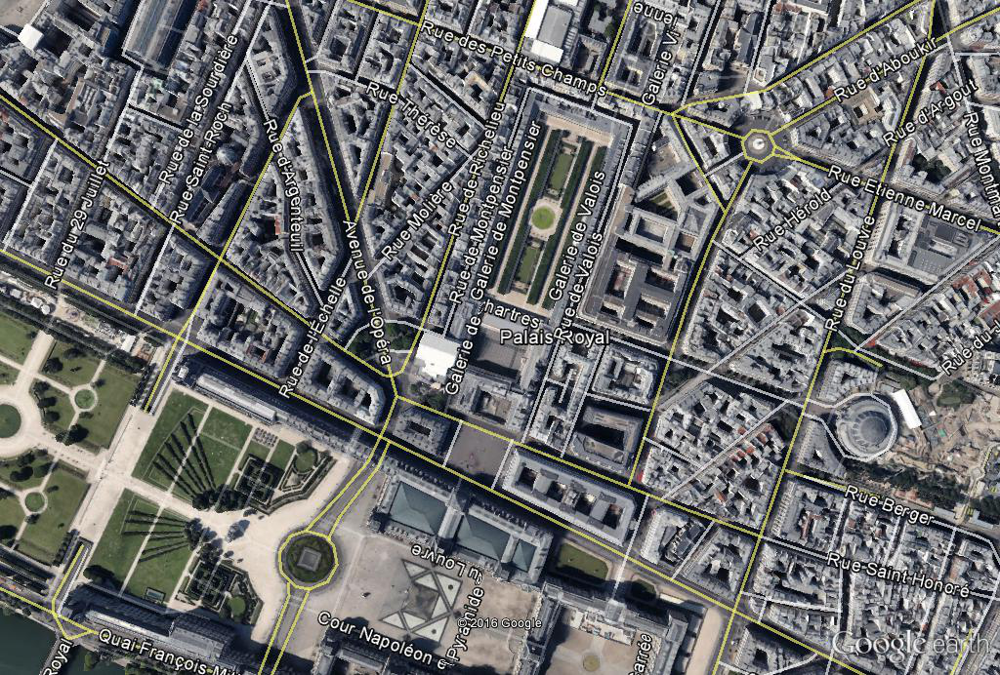 Rue des Petits Champs
Galerie Vi
ienne
Rue d'Aboukir
Rue d'Argout
Rue Montmar
Rue de la Sourdière
Rue Saint-Roch
Rue Thérèse
Rue d'Argenteuil
Rue de Richelieu
Rue de Montpensier
Galerie de Montpensier
Galerie de Valois
Rue de Valois
Rue Etienne Marcel
Rue Hérold
Rue du Louvre
Rue du 29 Juillet
Rue Molière
Avenue de l'Opéra
Rue de l'Echelle
Galerie de Chartres
Palais Royal
Rue du
Rue Berger
Rue Saint-Honoré
du Louvre
Pyramide
© 2016 Google
Cour Napoléon e
Quai François Mi
Royal
arrée
Google earth